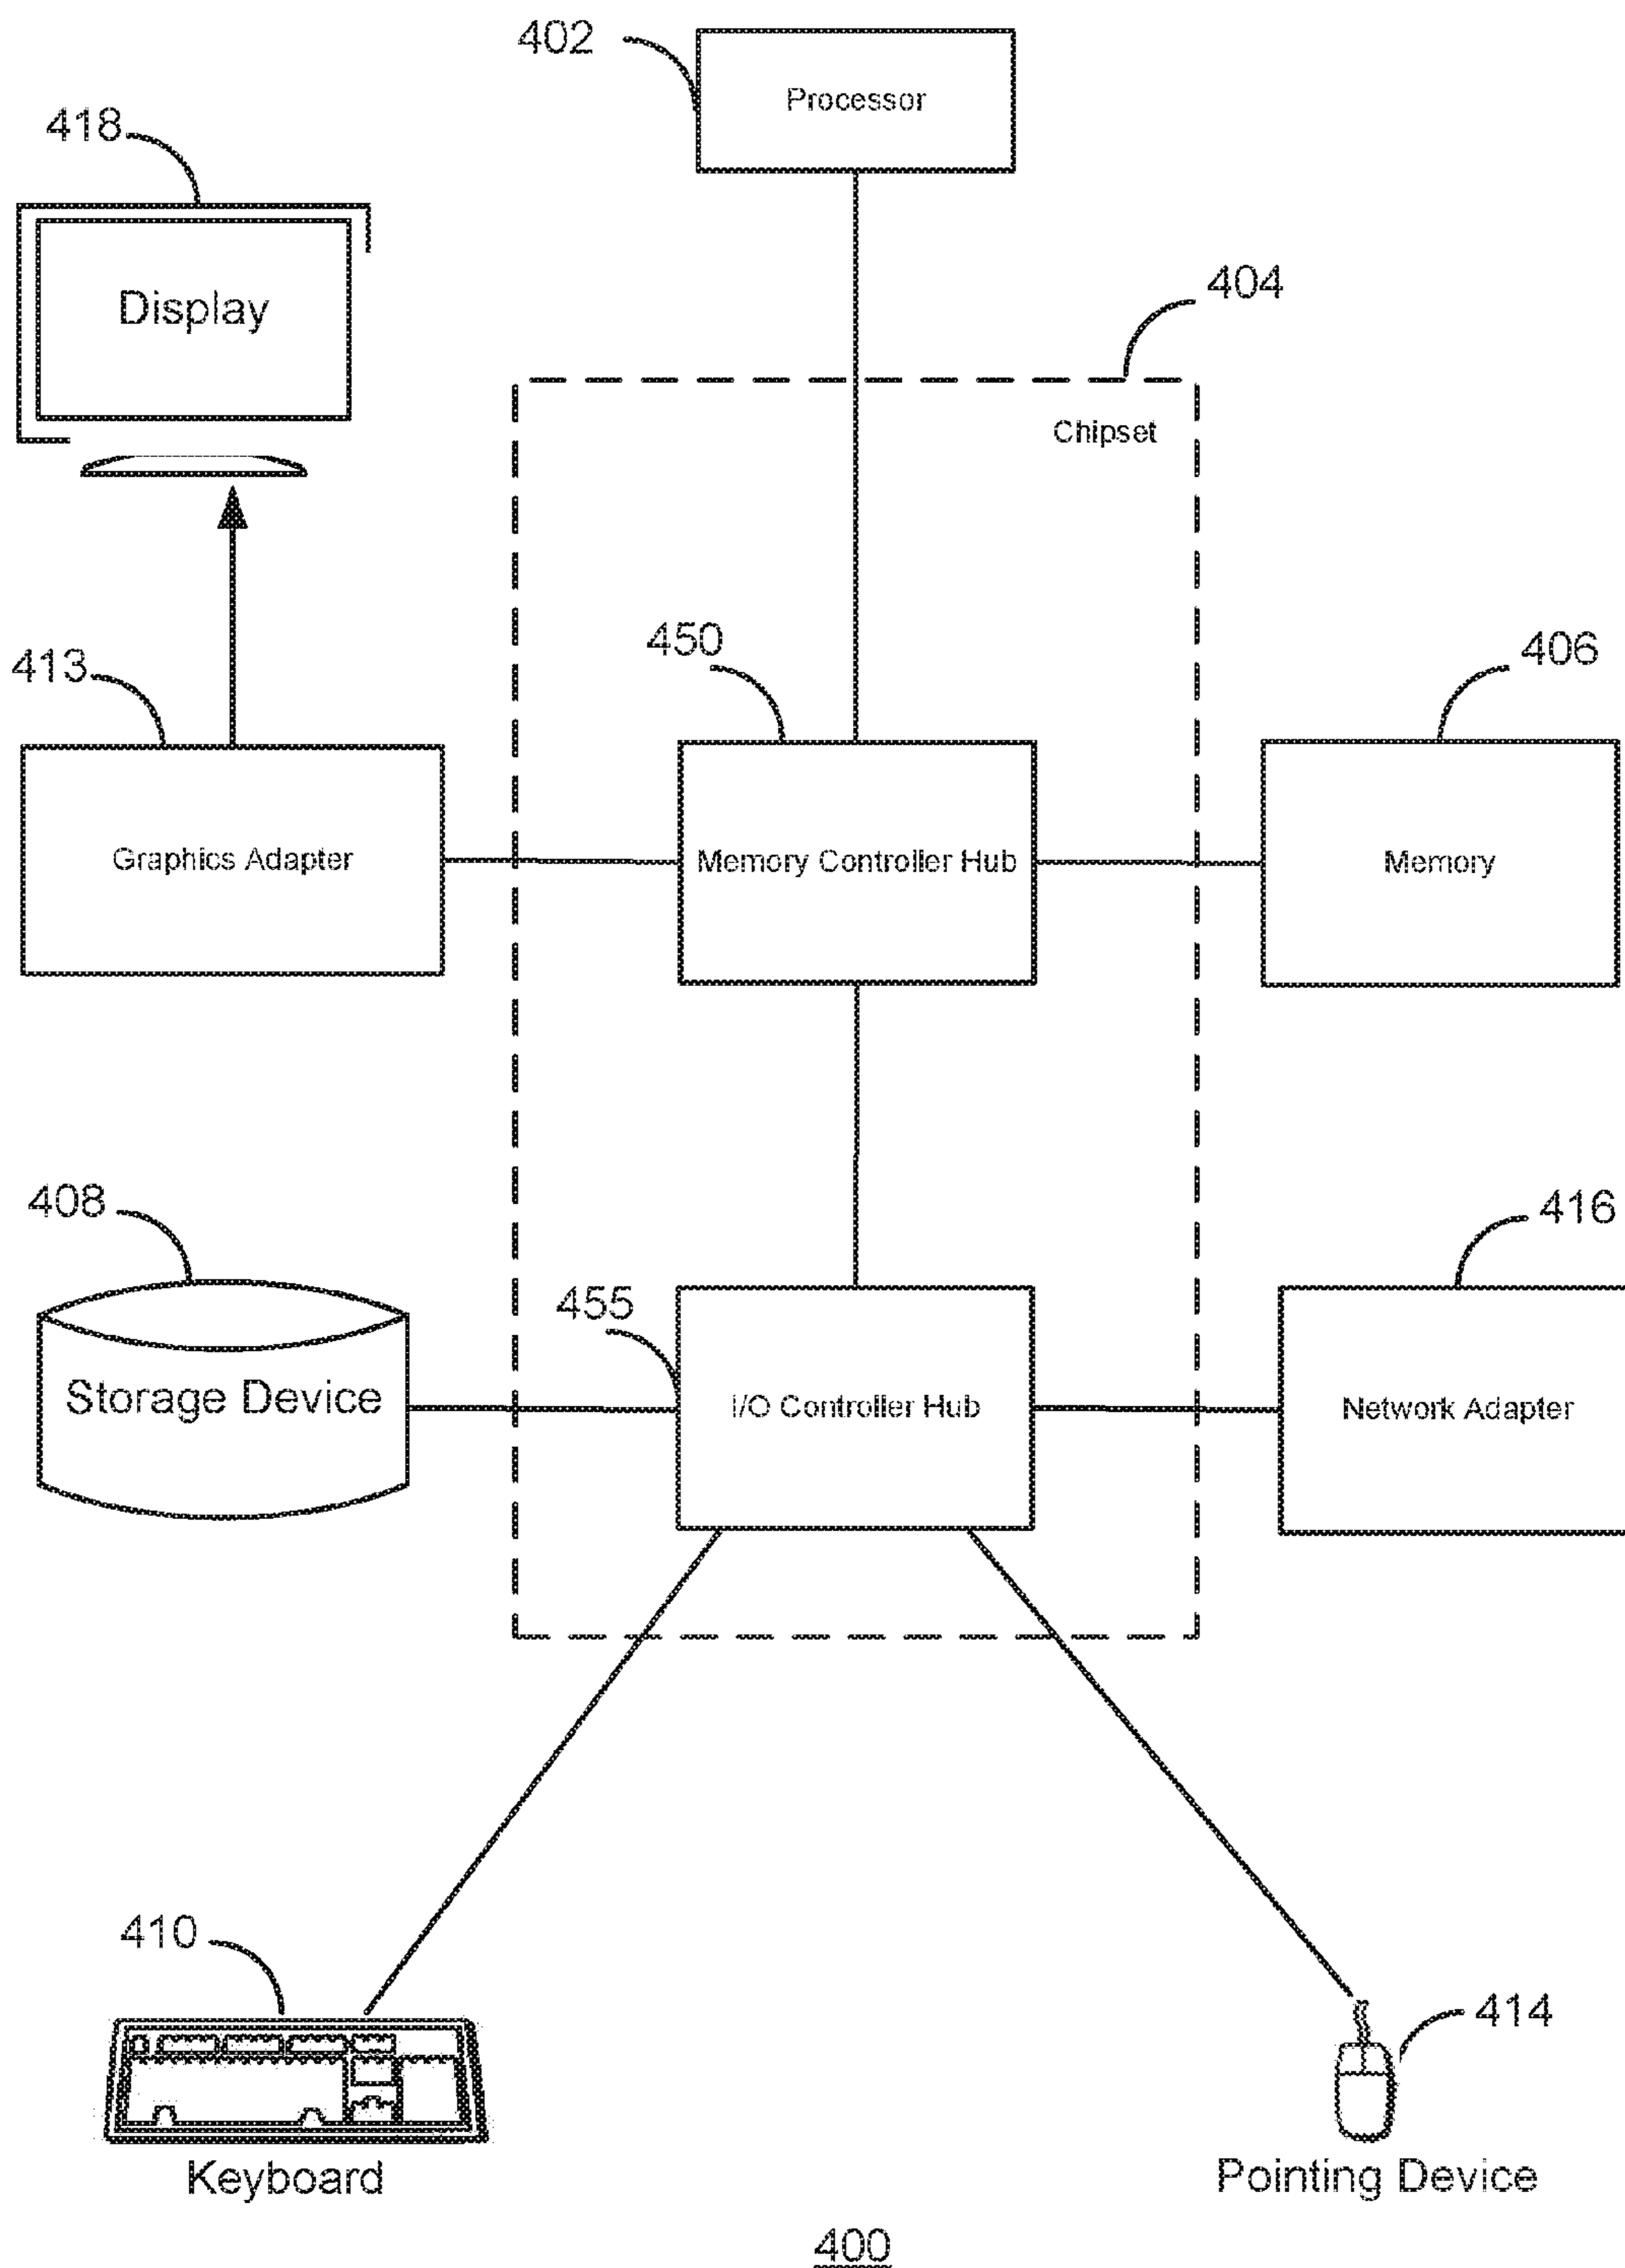 402
Processor
418
Display
404
Chipset
413
450
406
Graphics Adapter
Memory Controller Hub
Memory
408
455
416
Storage Device
I/O Controller Hub
Network Adapter
410
414
Keyboard
Pointing Device
400